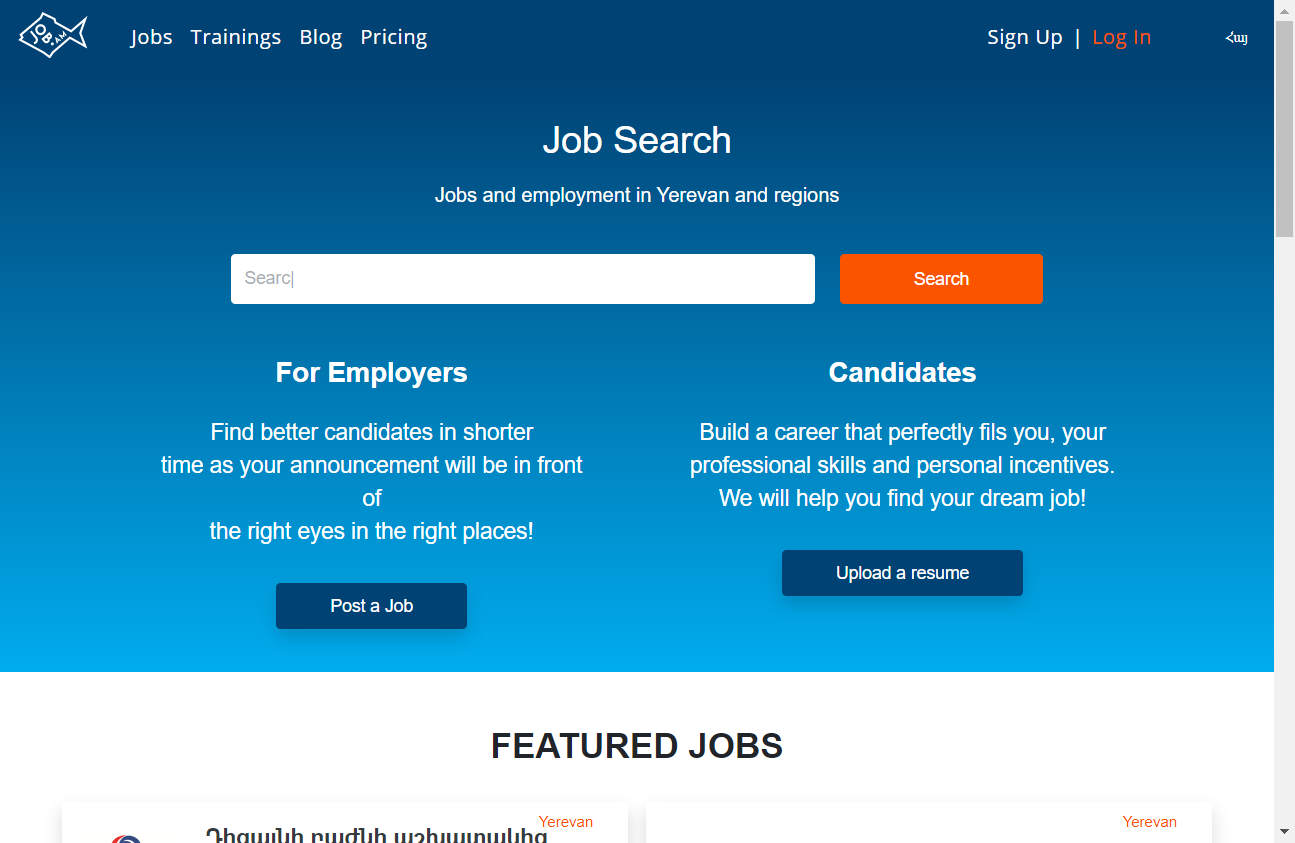 JOB.AM
Jobs Trainings Blog Pricing
Sign Up | Log In
Հայ
Job Search
Jobs and employment in Yerevan and regions
Searc|
Search
For Employers
Find better candidates in shorter
time as your announcement will be in front
of
the right eyes in the right places!
Post a Job
Candidates
Build a career that perfectly fils you, your
professional skills and personal incentives.
We will help you find your dream job!
Upload a resume
FEATURED JOBS
Yerevan
Դիզայնի բաժնի աշխատակից
Yerevan